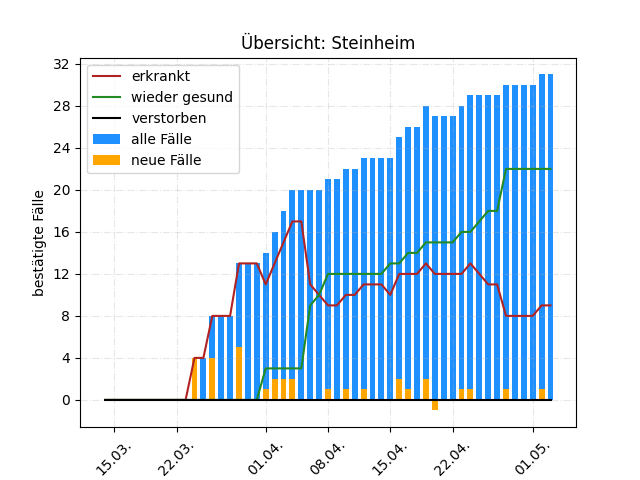 Übersicht: Steinheim
erkrankt
wieder gesund
verstorben
alle Fälle
neue Fälle
bestätigte Fälle
32
28
24
20
16
12
8
4
0
15.03.
22.03.
01.04.
08.04.
15.04.
22.04.
01.05.